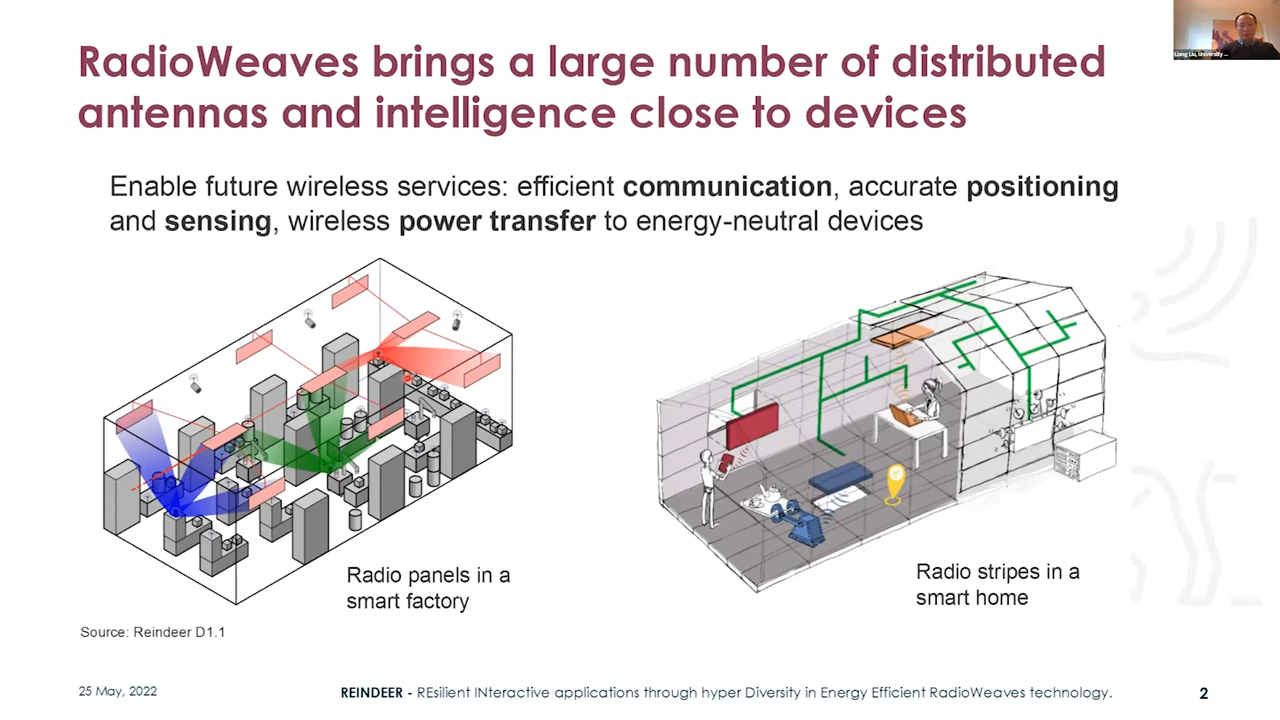 RadioWeaves brings a large number of distributed
antennas and intelligence close to devices
Enable future wireless services: efficient communication, accurate positioning
and sensing, wireless power transfer to energy-neutral devices
Radio panels in a
smart factory
Radio stripes in a
smart home
Source: Reindeer D1.1
25 May, 2022
REINDEER - REsilient INteractive applications through hyper Diversity in Energy Efficient RadioWeaves technology.
2
Liang Liu, University ...